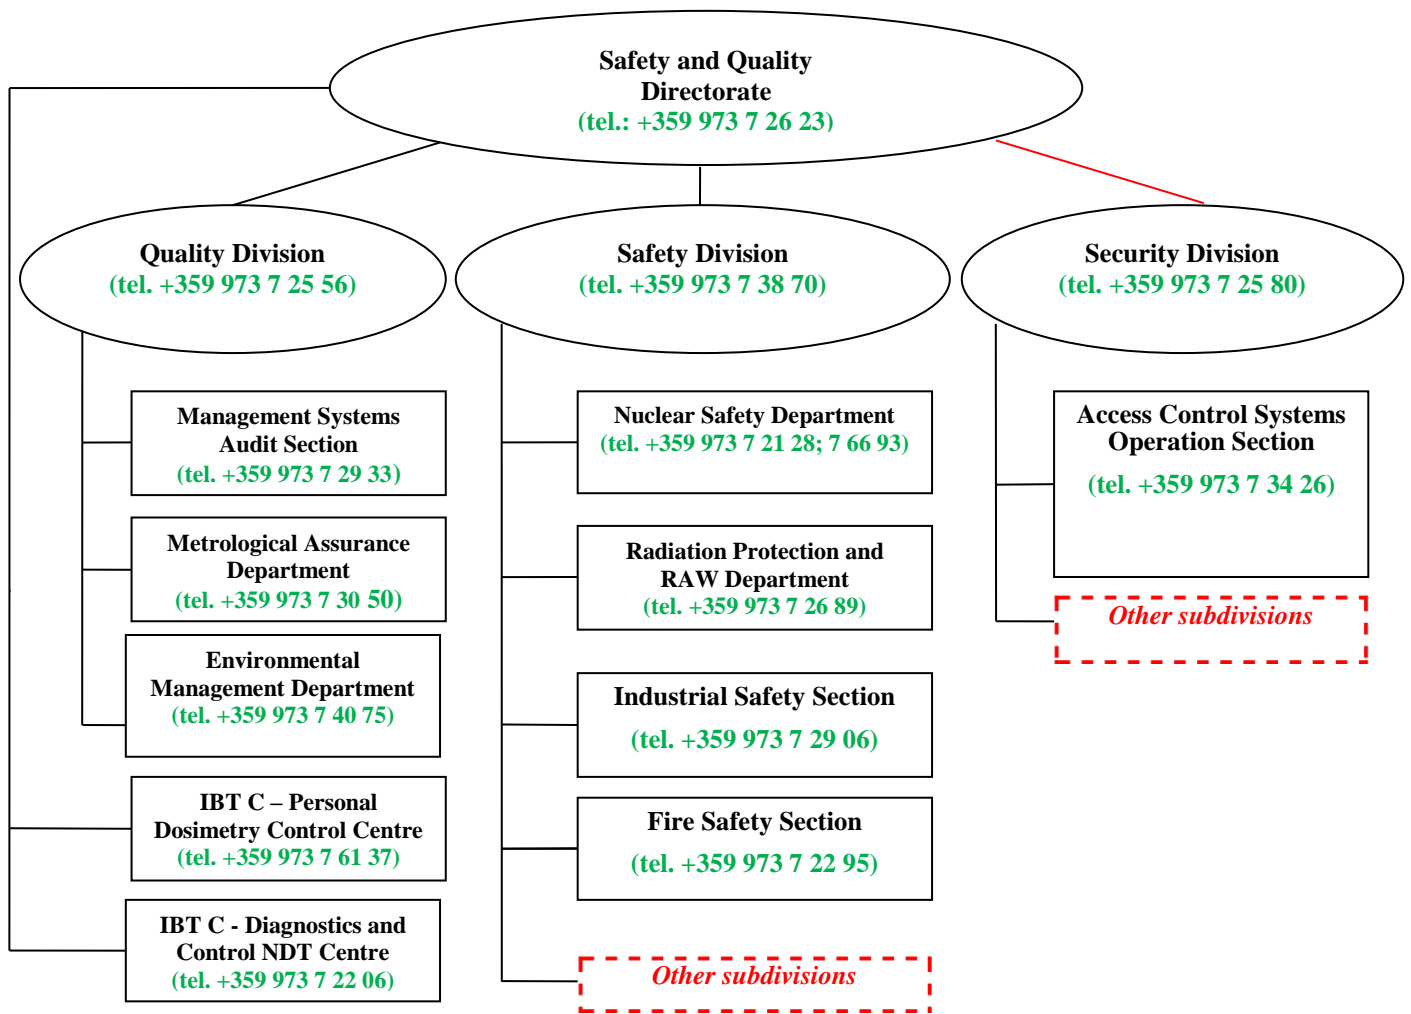 Safety and Quality
Directorate
(tel.: +359 973 7 26 23)
Quality Division
(tel. +359 973 7 25 56)
Safety Division
(tel. +359 973 7 38 70)
Security Division
(tel. +359 973 7 25 80)
Management Systems
Audit Section
(tel. +359 973 7 29 33)
Metrological Assurance
Department
(tel. +359 973 7 30 50)
Environmental
Management Department
(tel. +359 973 7 40 75)
IBT C – Personal
Dosimetry Control Centre
(tel. +359 973 7 61 37)
IBT C - Diagnostics and
Control NDT Centre
(tel. +359 973 7 22 06)
Nuclear Safety Department
(tel. +359 973 7 21 28; 7 66 93)
Radiation Protection and
RAW Department
(tel. +359 973 7 26 89)
Industrial Safety Section
(tel. +359 973 7 29 06)
Fire Safety Section
(tel. +359 973 7 22 95)
Other subdivisions
Access Control Systems
Operation Section
(tel. +359 973 7 34 26)
Other subdivisions